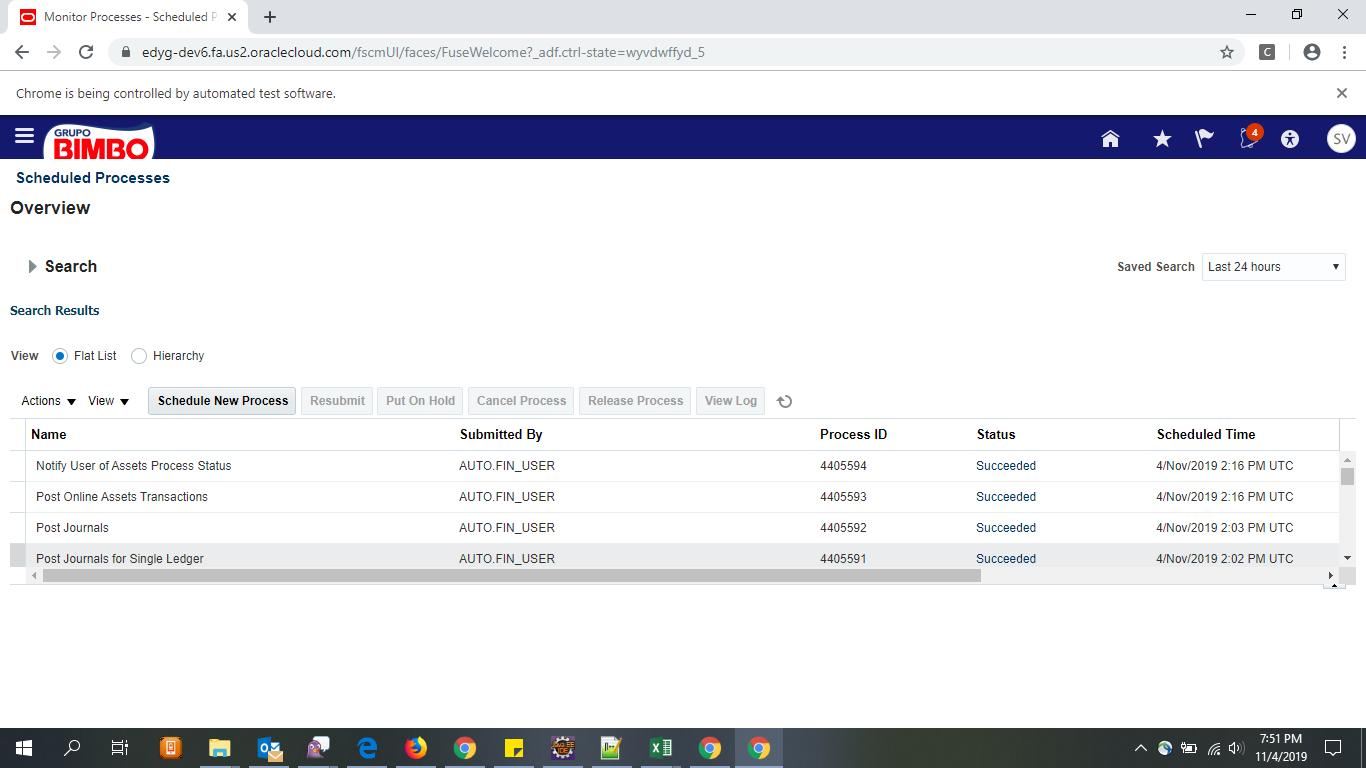 Monitor Processes - Scheduled P
edyg-dev6.fa.us2.oraclecloud.com/fscmUI/faces/FuseWelcome?_adf.ctrl-state=wyvdwffyd_5
C
Chrome is being controlled by automated test software.
GRUPO
BIMBO
4
SV
Scheduled Processes
Overview
Search
Saved Search Last 24 hours
Search Results
View Flat List Hierarchy
Actions View Schedule New Process Resubmit Put On Hold Cancel Process Release Process View Log
Name Submitted By Process ID Status Scheduled Time
Notify User of Assets Process Status AUTO.FIN_USER 4405594 Succeeded 4/Nov/2019 2:16 PM UTC
Post Online Assets Transactions AUTO.FIN_USER 4405593 Succeeded 4/Nov/2019 2:16 PM UTC
Post Journals AUTO.FIN_USER 4405592 Succeeded 4/Nov/2019 2:03 PM UTC
Post Journals for Single Ledger AUTO.FIN_USER 4405591 Succeeded 4/Nov/2019 2:02 PM UTC
7:51 PM
11/4/2019